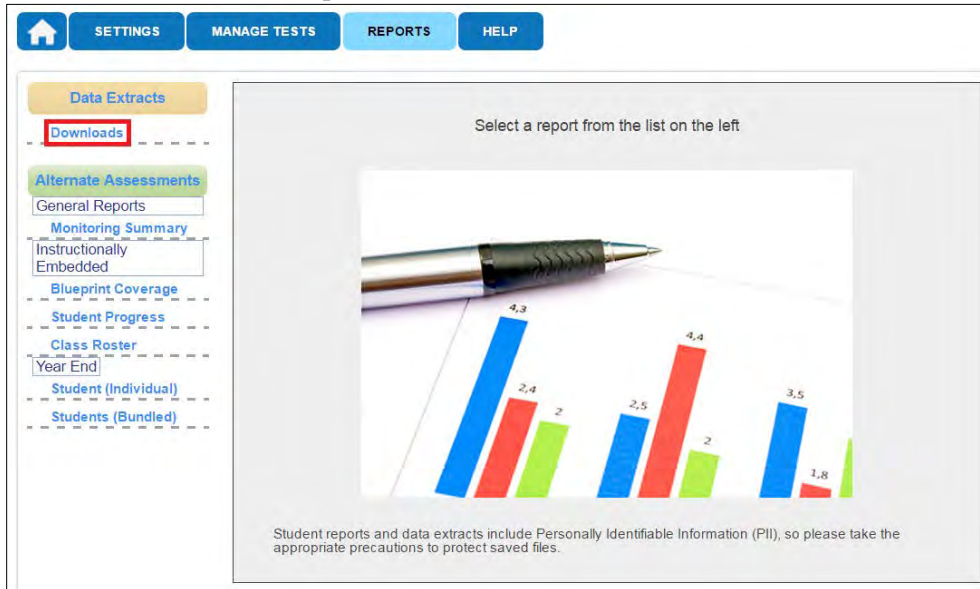 SETTINGS
MANAGE TESTS
REPORTS
HELP
Data Extracts
Downloads
Alternate Assessments
General Reports
Monitoring Summary
Instructionally
Embedded
Blueprint Coverage
Student Progress
Class Roster
Year End
Student (Individual)
Students (Bundled)
Select a report from the list on the left
4,3
2,4
2
2,5
4,4
2
3,5
1,8
Student reports and data extracts include Personally Identifiable Information (PII), so please take the
appropriate precautions to protect saved files.